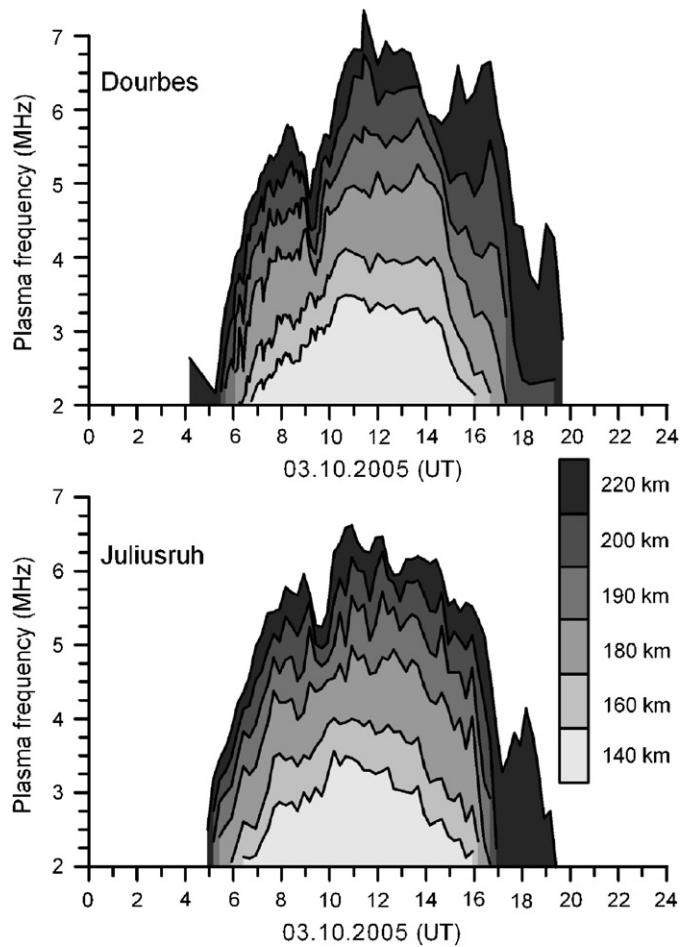 7
Dourbes
6
5
4
3
2
Plasma frequency (MHz)
0 2 4 6 8 10 12 14 16 18 20 22 24
03.10.2005 (UT)
7
Juliusruh
6
5
4
3
2
Plasma frequency (MHz)
220 km
200 km
190 km
180 km
160 km
140 km
0 2 4 6 8 10 12 14 16 18 20 22 24
03.10.2005 (UT)